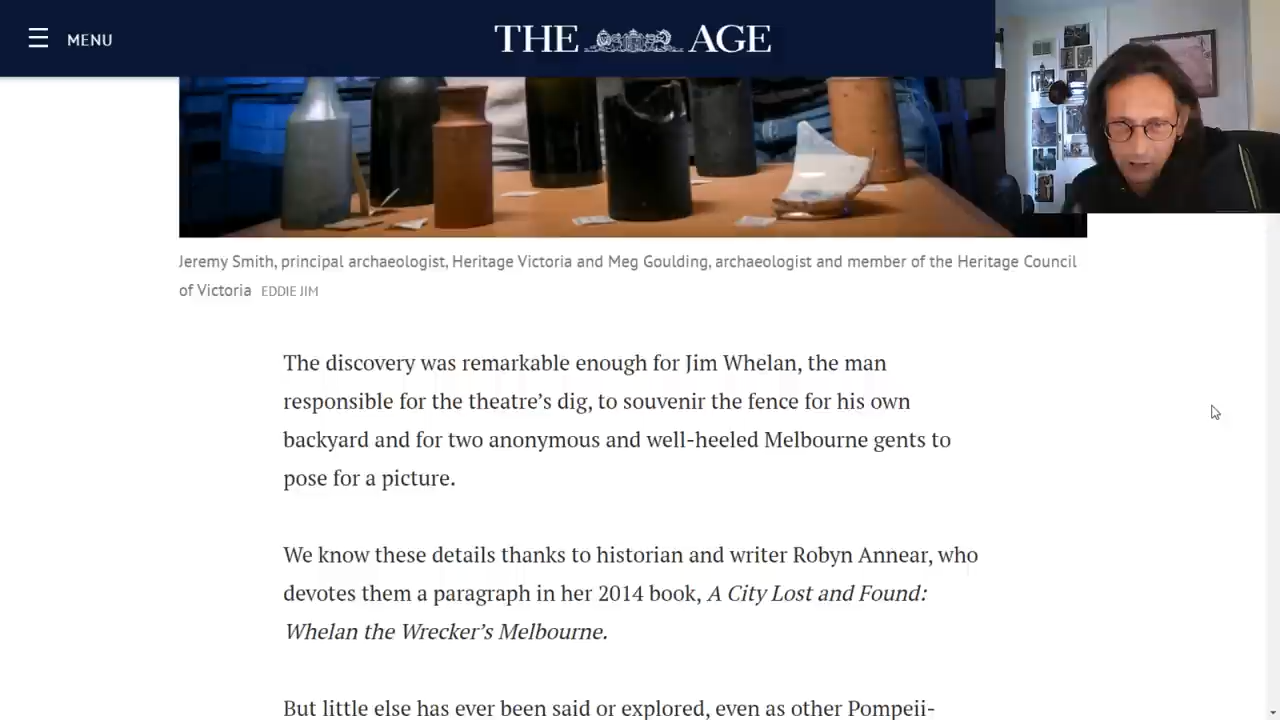 MENU
THE AGE
Jeremy Smith, principal archaeologist, Heritage Victoria and Meg Goulding, archaeologist and member of the Heritage Council
of Victoria EDDIE JIM
The discovery was remarkable enough for Jim Whelan, the man
responsible for the theatre’s dig, to souvenir the fence for his own
backyard and for two anonymous and well-heeled Melbourne gents to
pose for a picture.
We know these details thanks to historian and writer Robyn Annear, who
devotes them a paragraph in her 2014 book, A City Lost and Found:
Whelan the Wrecker’s Melbourne.
But little else has ever been said or explored, even as other Pompeii-